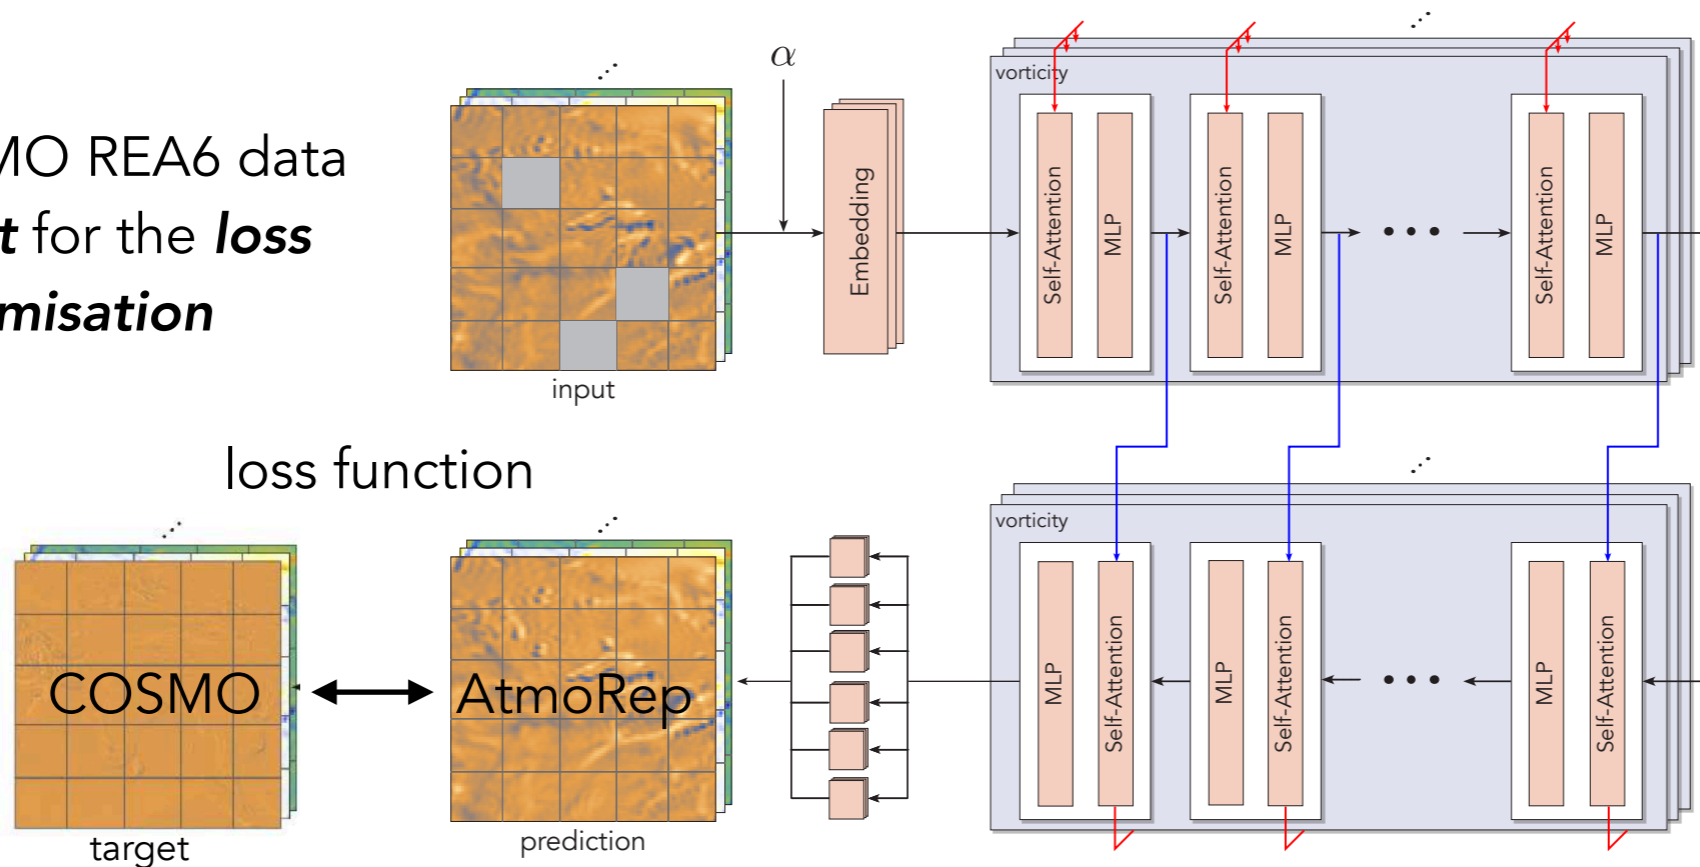 MO REA6 data
t for the loss
misation
input
α
Embedding
vorticity
Self-Attention
MLP
Self-Attention
MLP
Self-Attention
MLP
loss function
COSMO
target
AtmoRep
prediction
vorticity
MLP
Self-Attention
MLP
Self-Attention
MLP
Self-Attention